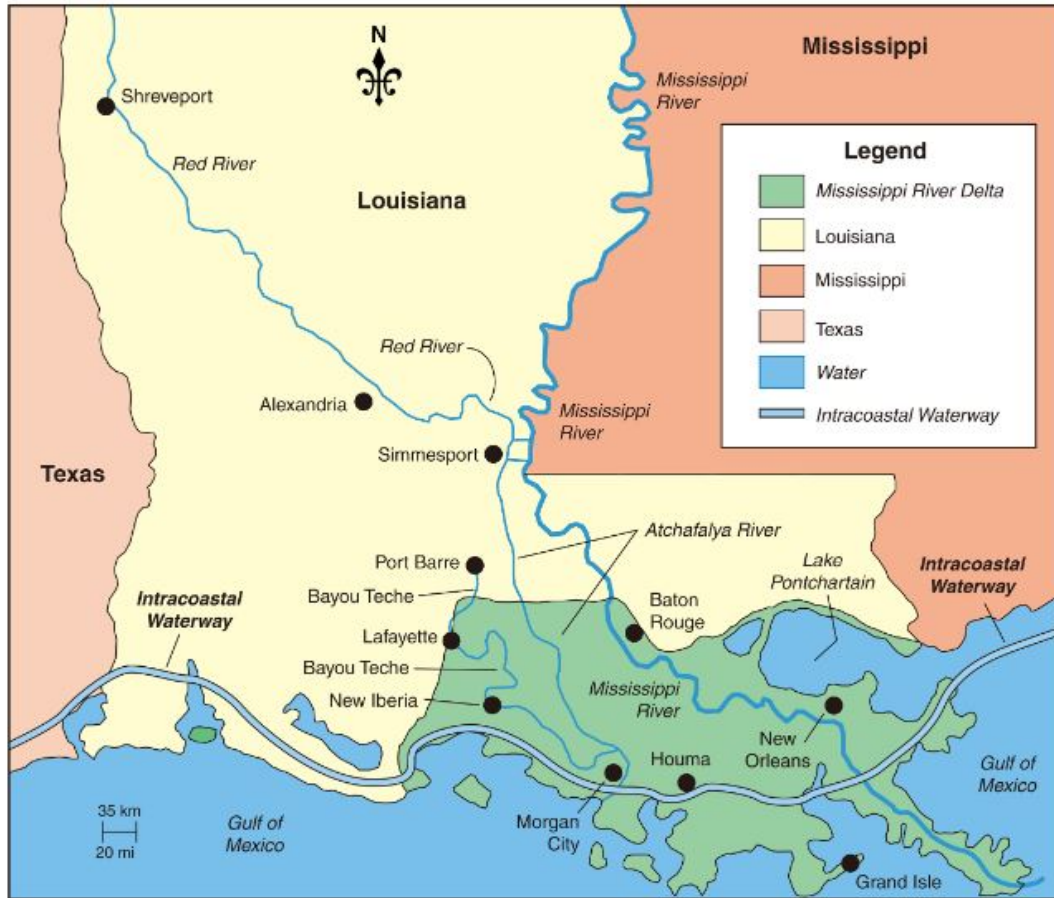 N
Mississippi
Mississippi
River
Shreveport
Red River
Louisiana
Legend
Mississippi River Delta
Louisiana
Mississippi
Texas
Water
Intracoastal Waterway
Red River
Alexandria
Mississippi
River
Simmesport
Texas
Atchafalya River
Port Barre
Bayou Teche
Lake
Pontchartain
Intracoastal
Waterway
Intracoastal
Waterway
Baton
Rouge
Lafayette
Bayou Teche
New Iberia
Mississippi
River
New
Orleans
Houma
Gulf of
Mexico
35 km
20 mi
Gulf of
Mexico
Morgan
City
Grand Isle